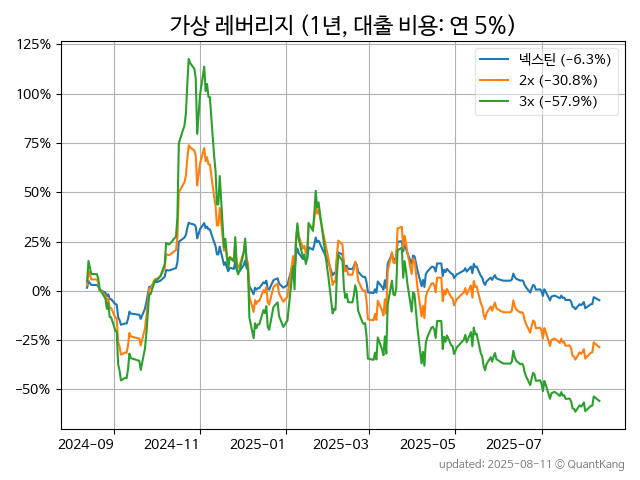 가상 레버리지 (1년, 대출 비용: 연 5%)
125%
100%
75%
50%
25%
0%
−25%
−50%
넥스틴 (−6.3%)
2x (−30.8%)
3x (−57.9%)
2024-09
2024-11
2025-01
2025-03
2025-05
2025-07
updated: 2025-08-11 © QuantKang